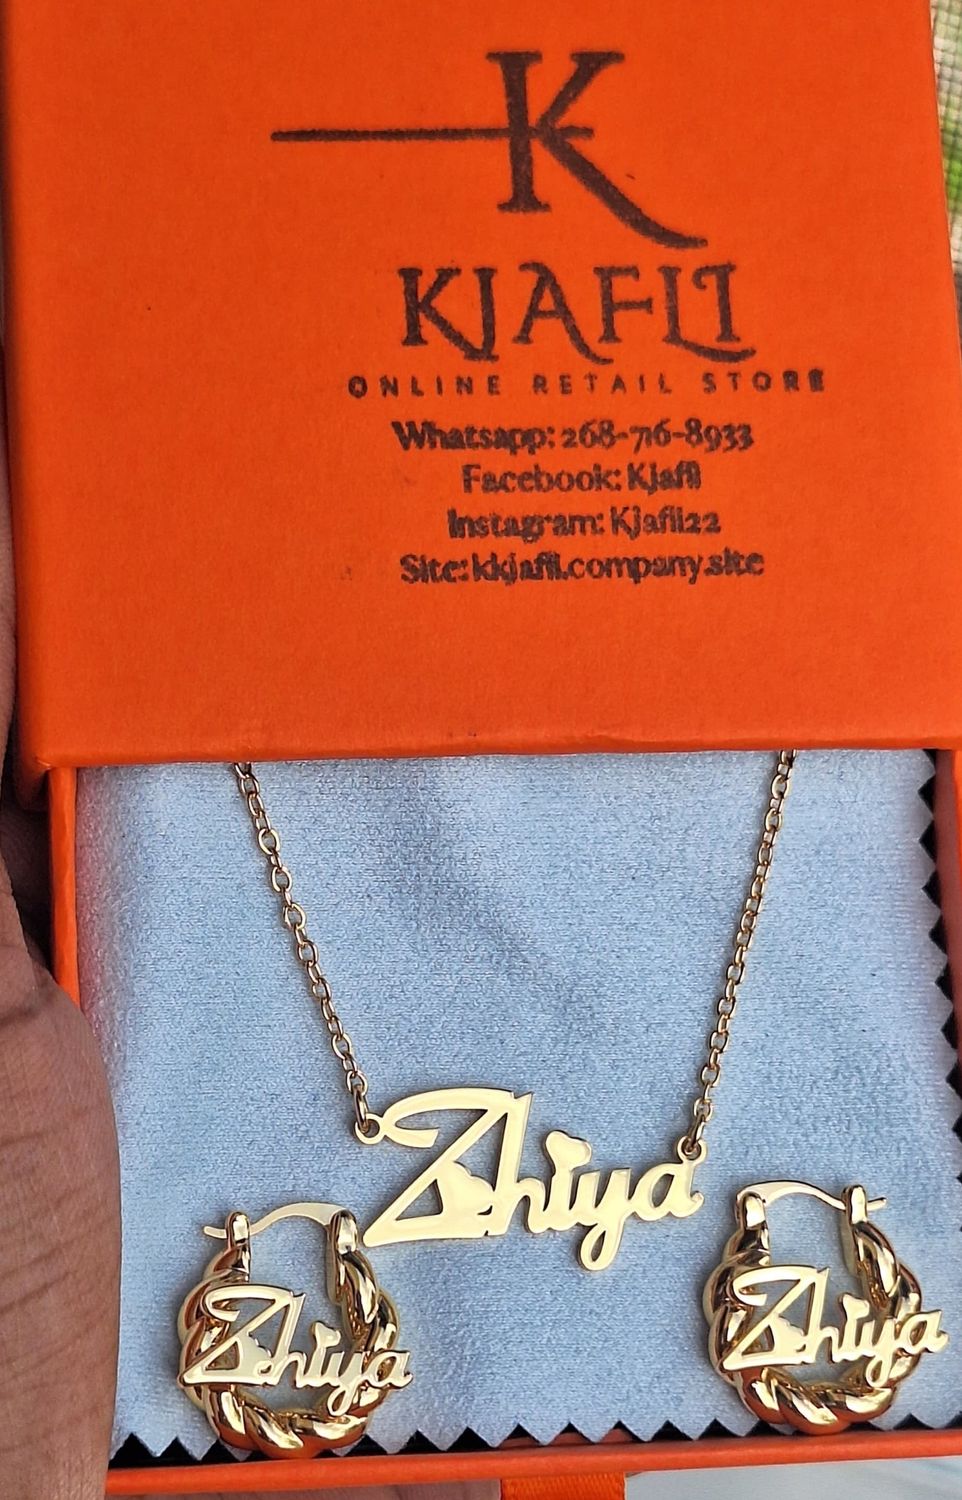 K
KJAFLI
ONLINE RETAIL STORE
Whatsapp: 268-716-8933
Facebook: Kjafli
Instagram: Kjafli22
Site: kkjafli.company.site
Zhiya
Zhiya
Zhiya